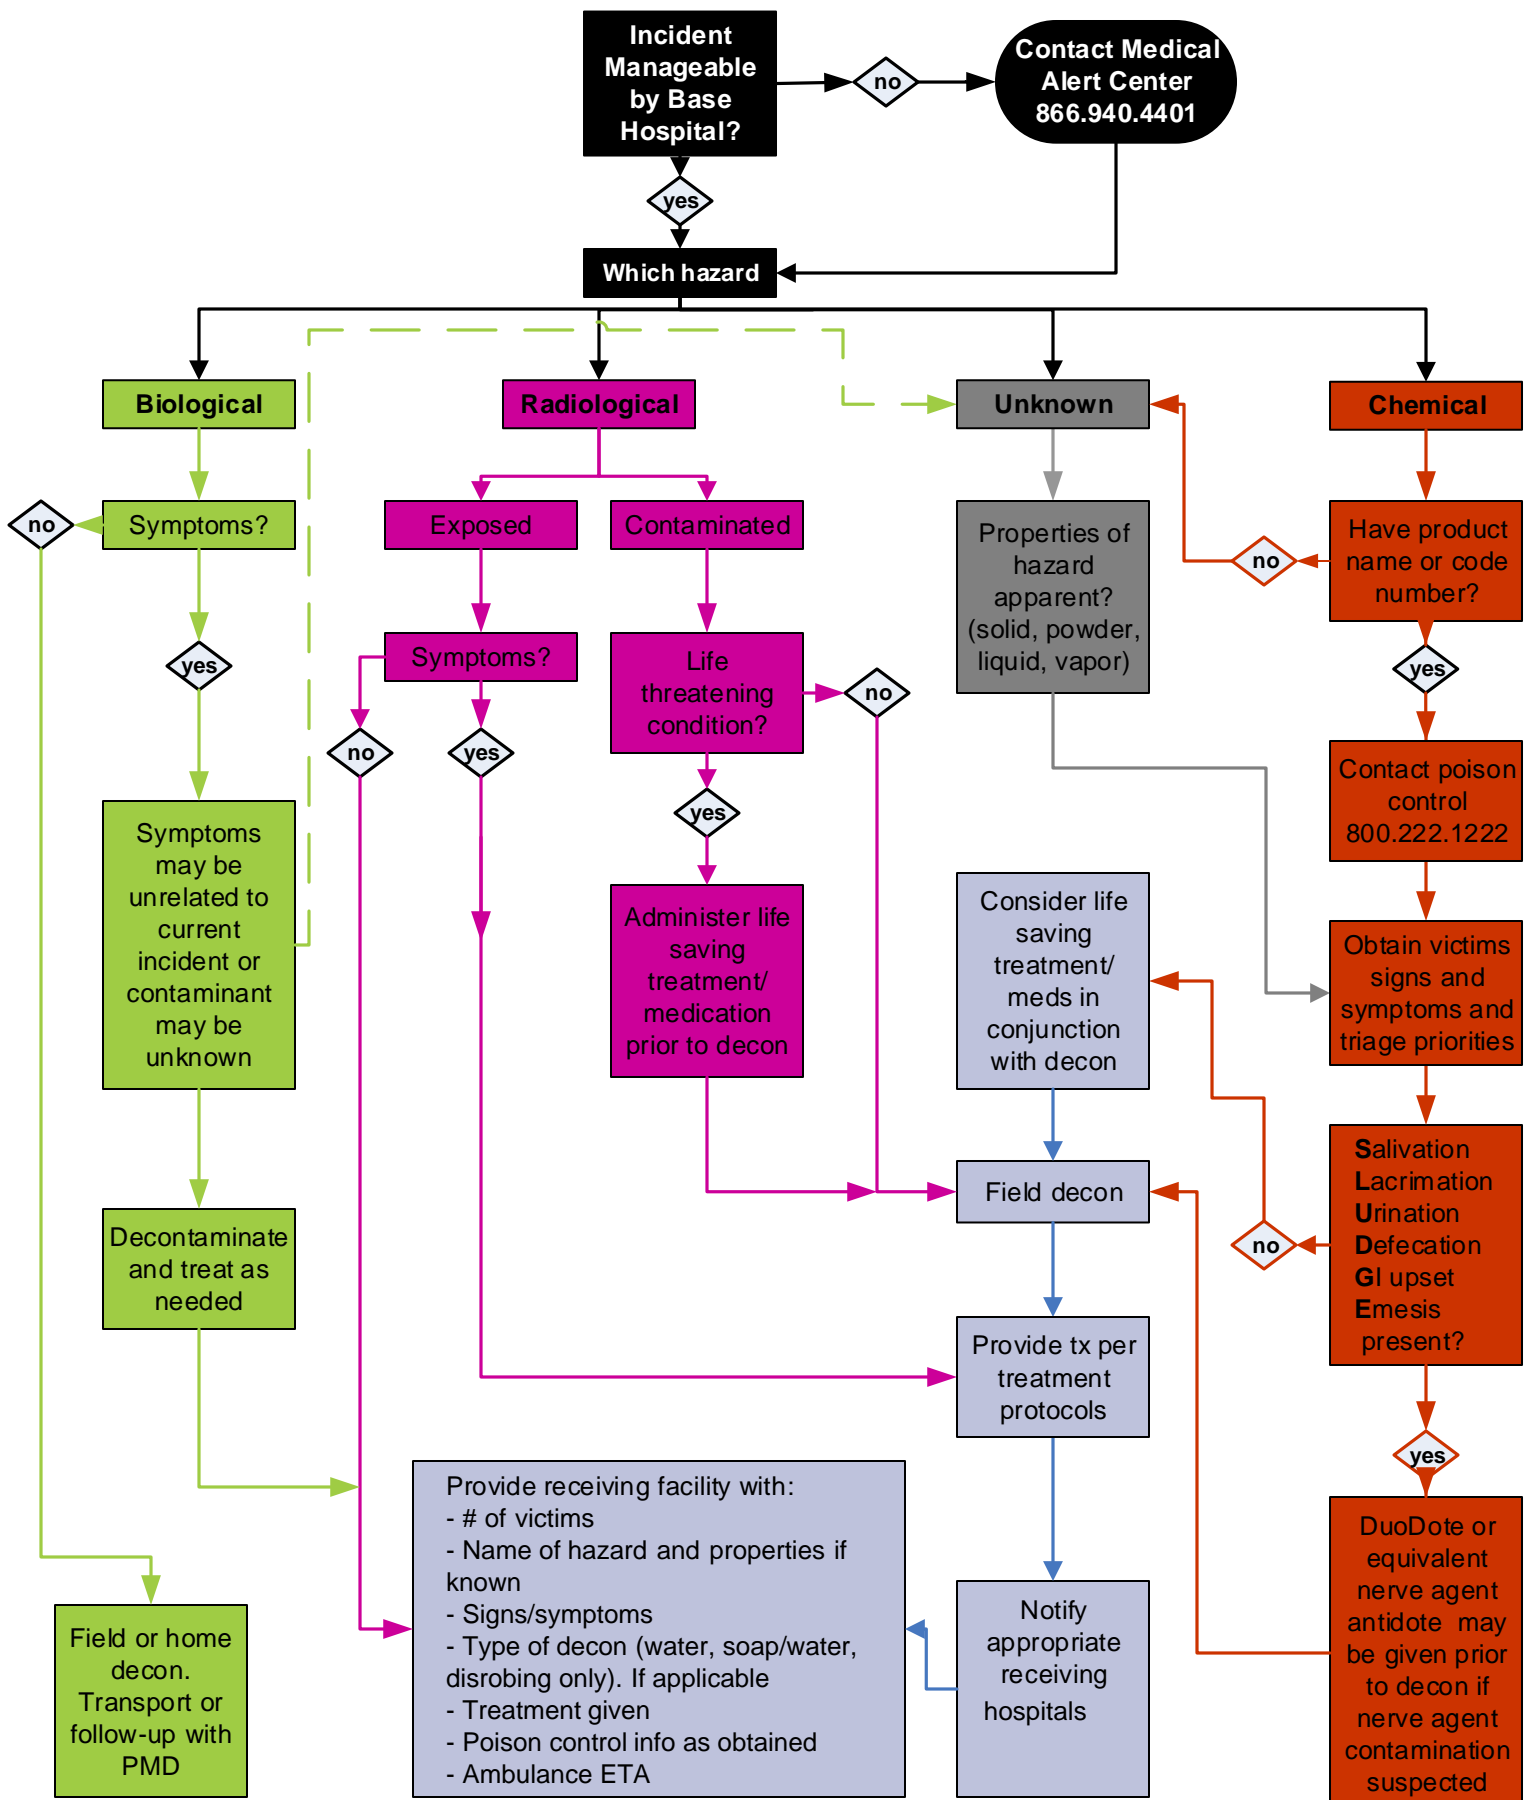 Incident
Manageable
by Base
Hospital?
no
Contact Medical
Alert Center
866.940.4401
yes
Which hazard
Biological
Radiological
Unknown
Chemical
no
Symptoms?
Exposed
Contaminated
Properties of
hazard
apparent?
(solid, powder,
liquid, vapor)
no
Have product
name or code
number?
yes
Symptoms?
Life
threatening
condition?
no
yes
no
yes
yes
Contact poison
control
800.222.1222
Symptoms
may be
unrelated to
current
incident or
contaminant
may be
unknown
Administer life
saving
treatment/
medication
prior to decon
Consider life
saving
treatment/
meds in
conjunction
with decon
Obtain victims
signs and
symptoms and
triage priorities
Field decon
no
Salivation
Lacrimation
Urination
Defecation
GI upset
Emesis
present?
Decontaminate
and treat as
needed
Provide tx per
treatment
protocols
yes
Provide receiving facility with:
- # of victims
- Name of hazard and properties if
known
- Signs/symptoms
- Type of decon (water, soap/water,
disrobing only). If applicable
- Treatment given
- Poison control info as obtained
- Ambulance ETA
Notify
appropriate
receiving
hospitals
DuoDote or
equivalent
nerve agent
antidote may
be given prior
to decon if
nerve agent
contamination
suspected
Field or home
decon.
Transport or
follow-up with
PMD